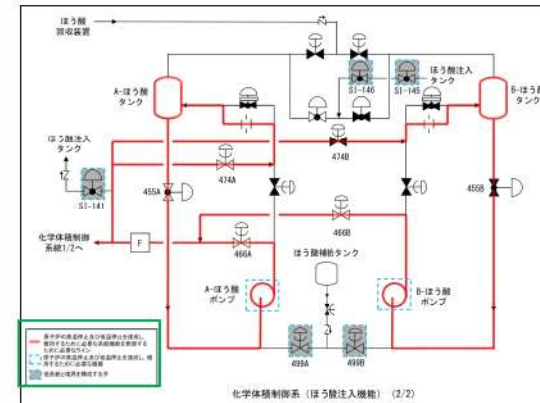 ほう酸
回収装置
A-ほう酸
タンク
SI-146
SI-145
ほう酸注入
タンク
B-ほう酸
タンク
ほう酸注入
タンク
474B
474A
455A
455B
SI-141
466B
化学体積制御
系統1/2へ
F
466A
ほう酸補給タンク
A-ほう酸
ポンプ
B-ほう酸
ポンプ
499A
499B
化学体積制御系(ほう酸注入機能) (2/2)